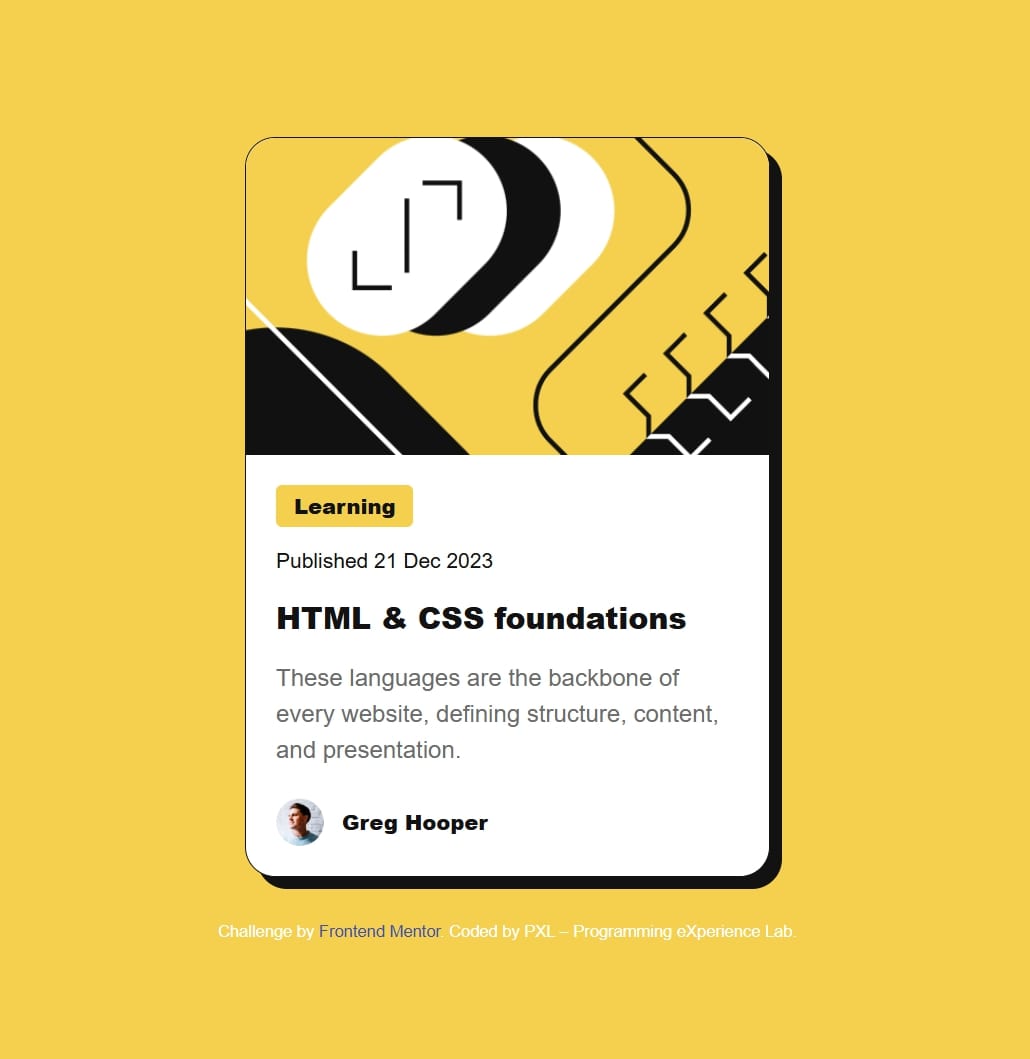 Learning
Published 21 Dec 2023
HTML & CSS foundations
These languages are the backbone of
every website, defining structure, content,
and presentation.
Greg Hooper
Challenge by Frontend Mentor. Coded by PXL – Programming eXperience Lab.